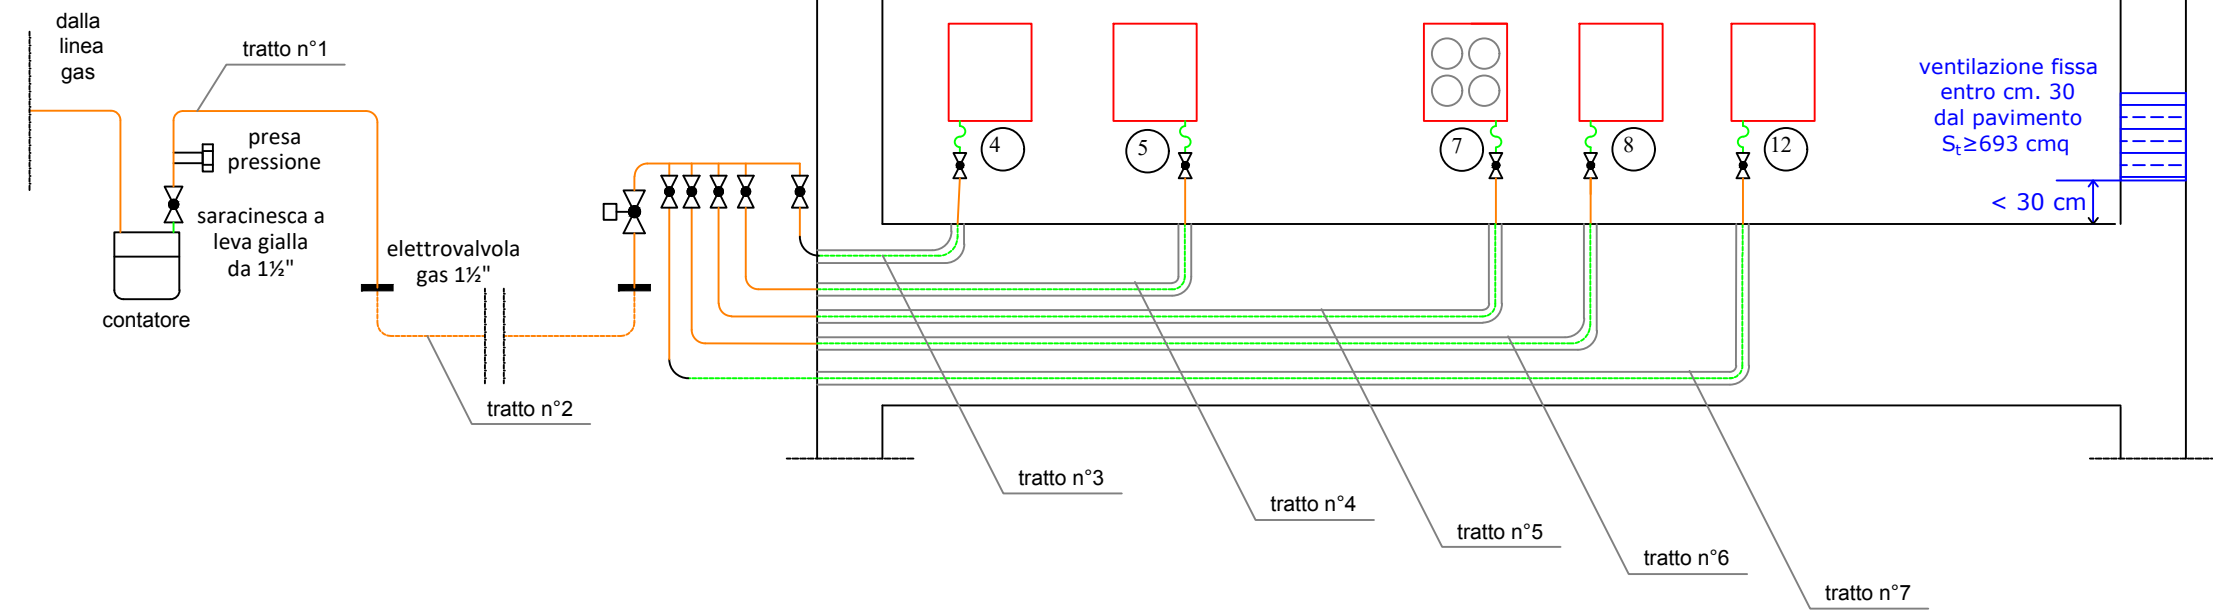 dalla
linea
gas
tratto n°1
presa
pressione
saracinesca a
leva gialla
da 1½"
contatore
elettrovalvola
gas 1½"
tratto n°2
4
5
7
8
12
ventilazione fissa
entro cm. 30
dal pavimento
St≥693 cmq
< 30 cm
tratto n°3
tratto n°4
tratto n°5
tratto n°6
tratto n°7